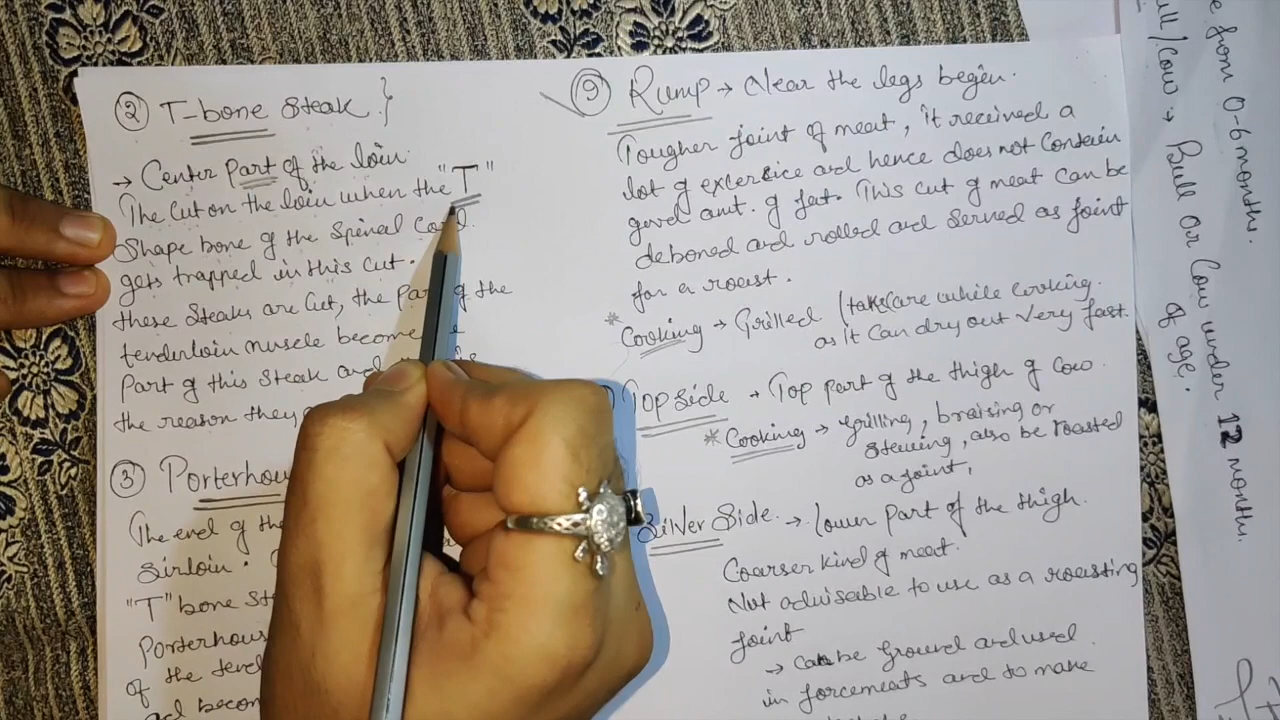 ② T-bone Steak }
→ Center part of the loin.
The cut on the loin when the "T"
Shape bone of the Spinal
gets trapped in this cut.
these Steaks are cut, the part of the
tenderloin muscle become
Part of this Steak and
the reason they
③ Porterhou
The end of the
Sirloin.
"T" bone
Porterhous
of the tend
becom
⑨ Rump → Near the legs begin.
Tougher joint of meat, it received a
lot of excercise and hence does not contain
good amt. of fat. This cut of meat can be
deboned and rolled and served as joint
for a roast.
* Cooking → Grilled (take care while cooking.
as it can dry out very fast.
Top side → Top part of the thigh of cow.
* Cooking → grilling, braising or
stewing, also be roasted
as a joint,
Silver Side. → lower part of the thigh.
Coarser kind of meat.
Not adviseable to use as a roasting
joint
→ can be ground and used
in forcemeats and to make
e from 0-6 months.
ull/cow → Bull or Cow under 12 months
of age.